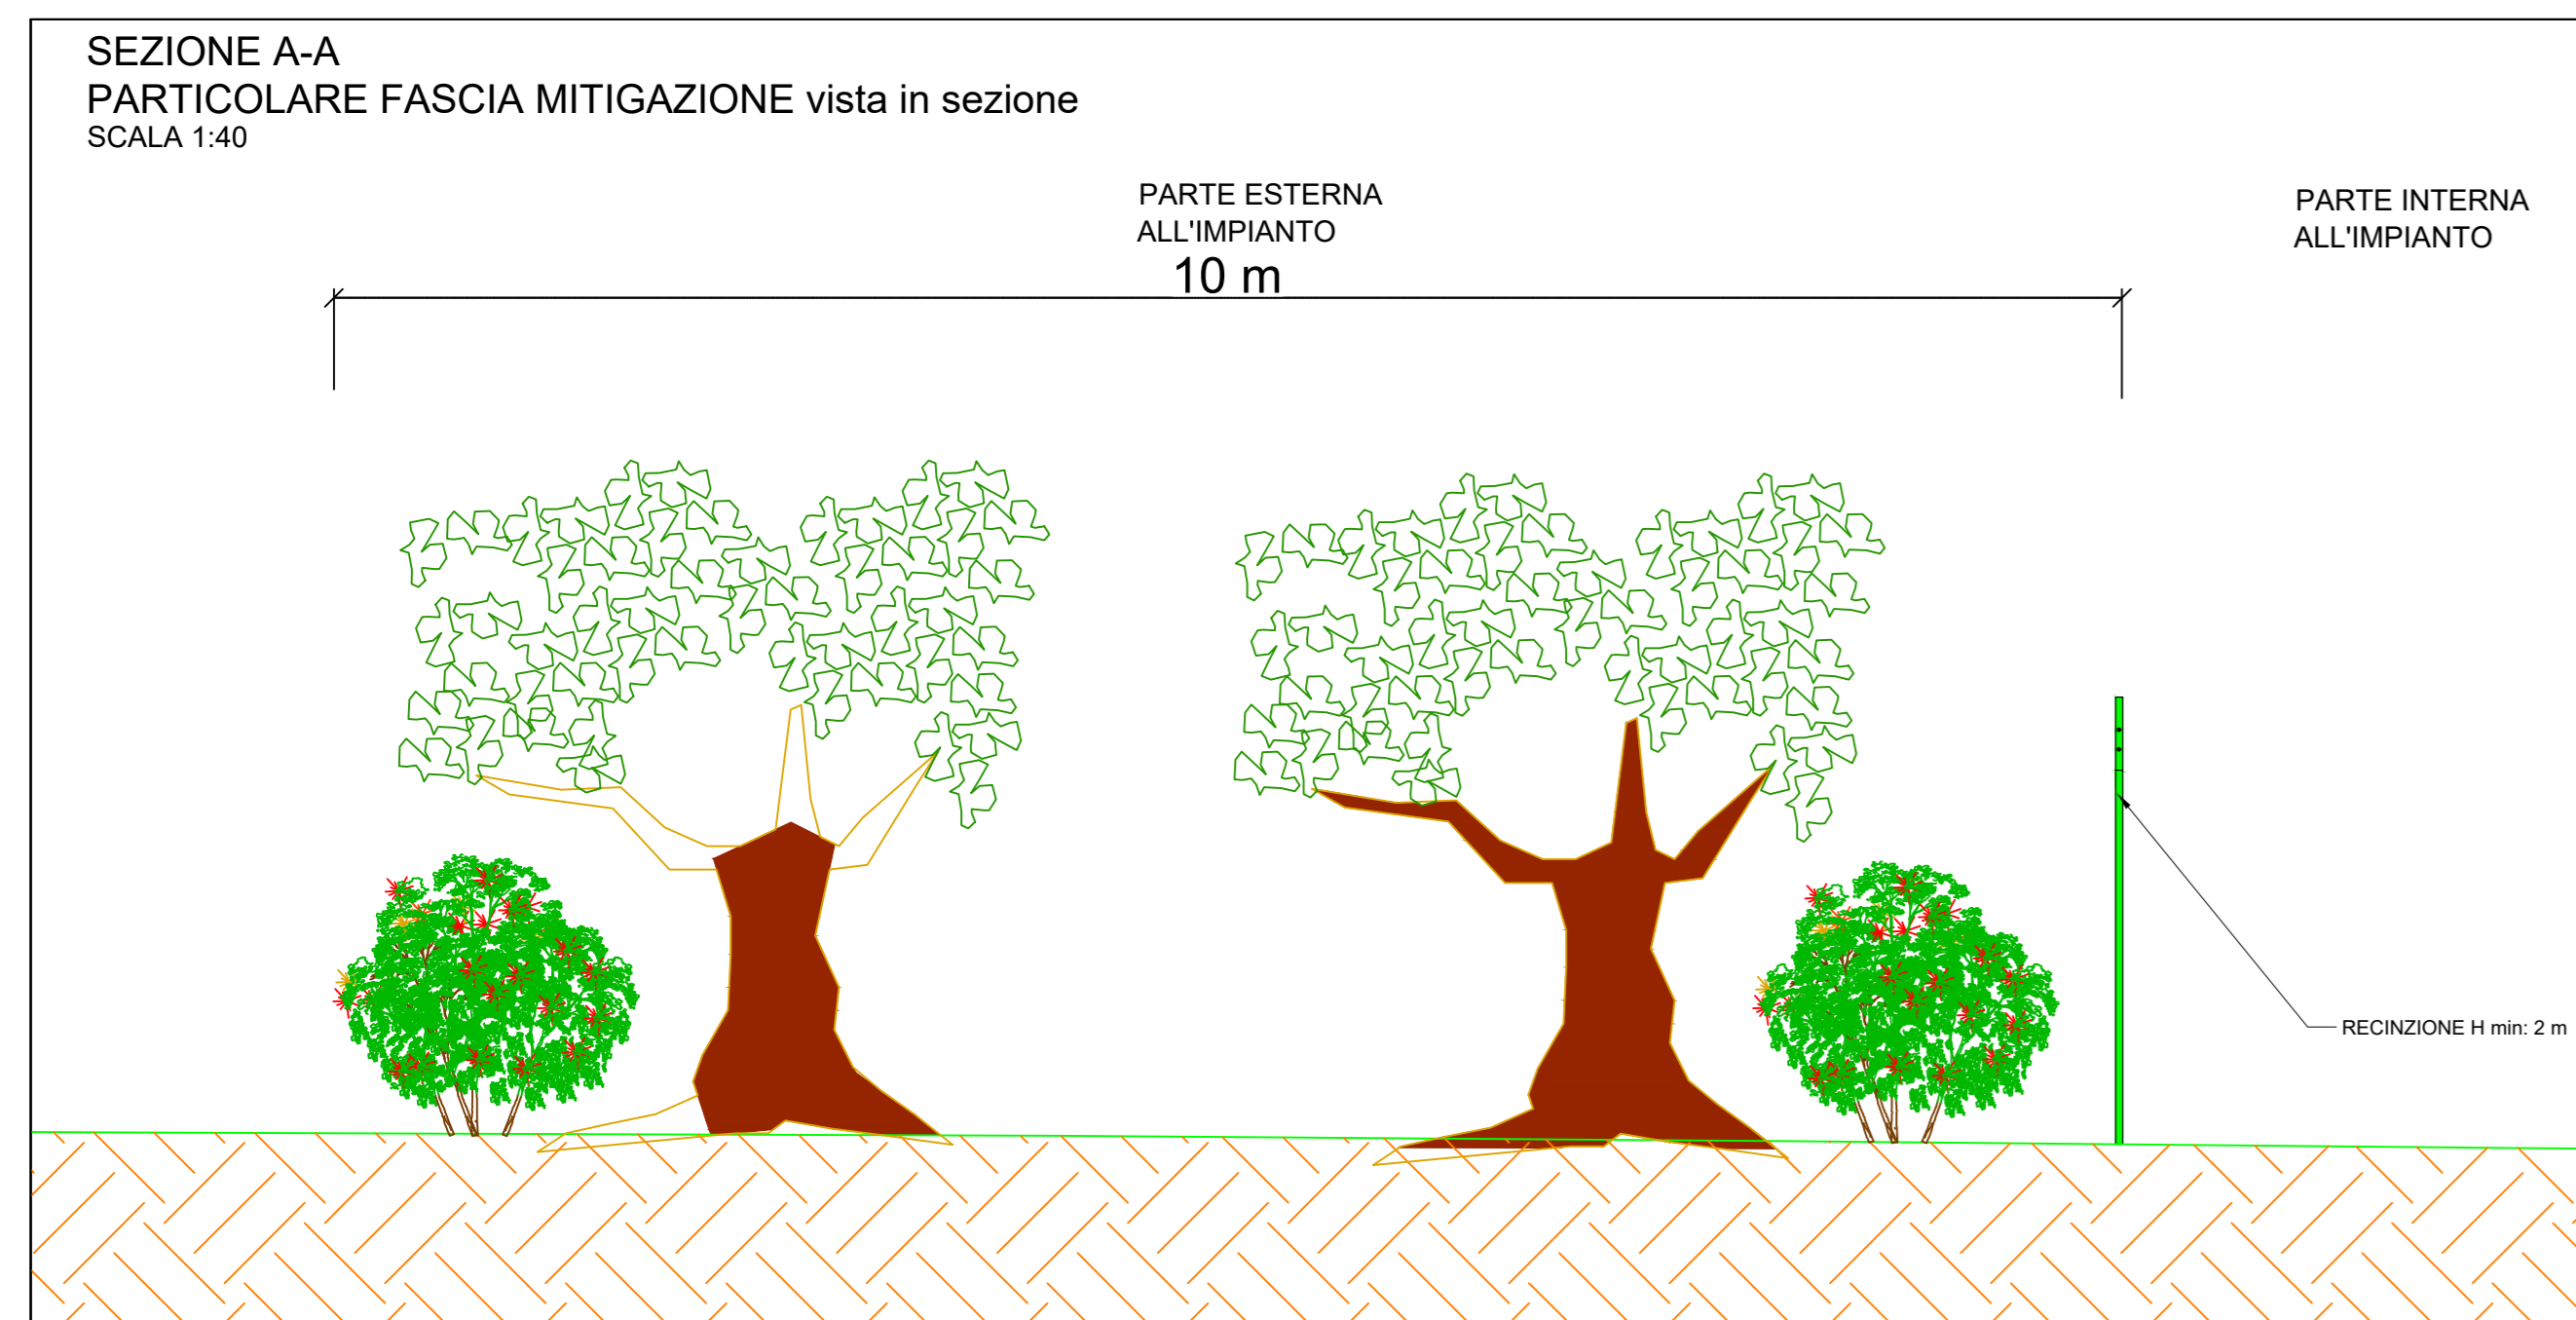 SEZIONE A-A
PARTICOLARE FASCIA MITIGAZIONE vista in sezione
SCALA 1:40
PARTE ESTERNA
ALL'IMPIANTO
10 m
PARTE INTERNA
ALL'IMPIANTO
RECINZIONE H min: 2 m